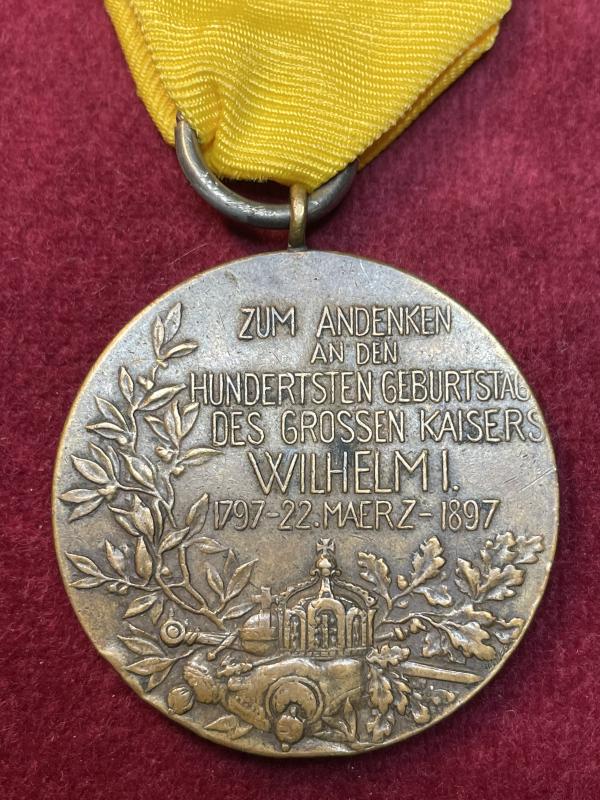 ZUM ANDENKEN
AN DEN
HUNDERTSTEN GEBURTSTAG
DES GROSSEN KAISERS
WILHELM I.
1797-22.MAERZ-1897